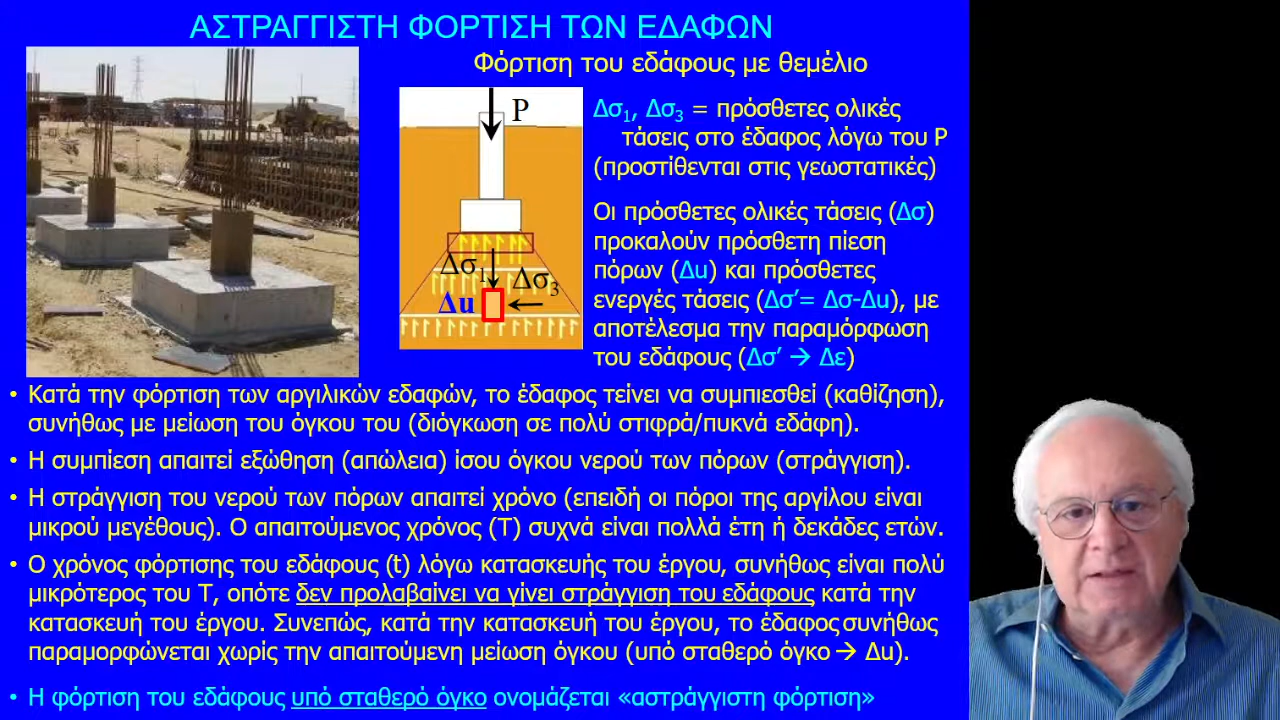 ΑΣΤΡΑΓΓΙΣΤΗ ΦΟΡΤΙΣΗ ΤΩΝ ΕΔΑΦΩΝ
Φόρτιση του εδάφους με θεμέλιο
P
Δσ1
Δσ3
Δu
Δσ1, Δσ3 = πρόσθετες ολικές
τάσεις στο έδαφος λόγω του P
(προστίθενται στις γεωστατικές)
Οι πρόσθετες ολικές τάσεις (Δσ)
προκαλούν πρόσθετη πίεση
πόρων (Δu) και πρόσθετες
ενεργές τάσεις (Δσ’= Δσ-Δu), με
αποτέλεσμα την παραμόρφωση
του εδάφους (Δσ’ → Δε)
• Κατά την φόρτιση των αργιλικών εδαφών, το έδαφος τείνει να συμπιεσθεί (καθίζηση),
συνήθως με μείωση του όγκου του (διόγκωση σε πολύ στιφρά/πυκνά εδάφη).
• Η συμπίεση απαιτεί εξώθηση (απώλεια) ίσου όγκου νερού των πόρων (στράγγιση).
• Η στράγγιση του νερού των πόρων απαιτεί χρόνο (επειδή οι πόροι της αργίλου είναι
μικρού μεγέθους). Ο απαιτούμενος χρόνος (Τ) συχνά είναι πολλά έτη ή δεκάδες ετών.
• Ο χρόνος φόρτισης του εδάφους (t) λόγω κατασκευής του έργου, συνήθως είναι πολύ
μικρότερος του Τ, οπότε δεν προλαβαίνει να γίνει στράγγιση του εδάφους κατά την
κατασκευή του έργου. Συνεπώς, κατά την κατασκευή του έργου, το έδαφος συνήθως
παραμορφώνεται χωρίς την απαιτούμενη μείωση όγκου (υπό σταθερό όγκο → Δu).
• Η φόρτιση του εδάφους υπό σταθερό όγκο ονομάζεται «αστράγγιστη φόρτιση»